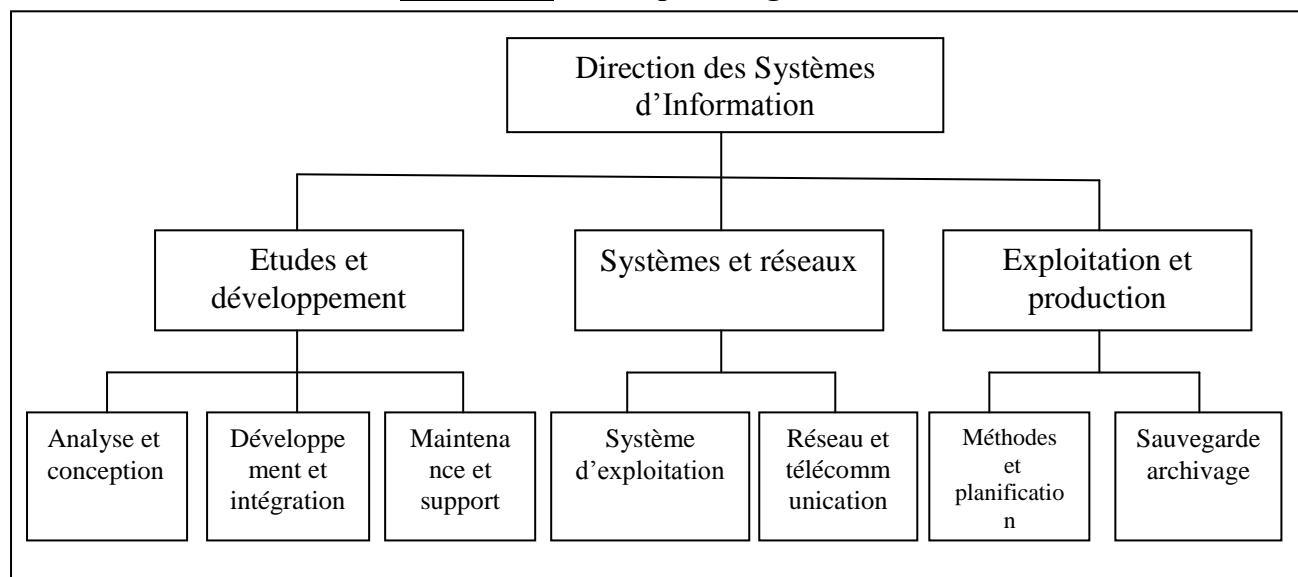 Direction des Systèmes
d’Information
Etudes et
développement
Systèmes et réseaux
Exploitation et
production
Analyse et
conception
Développe
ment et
intégration
Maintena
nce et
support
Système
d’exploitation
Réseau et
télécomm
unication
Méthodes
et
planificatio
n
Sauvegarde
archivage